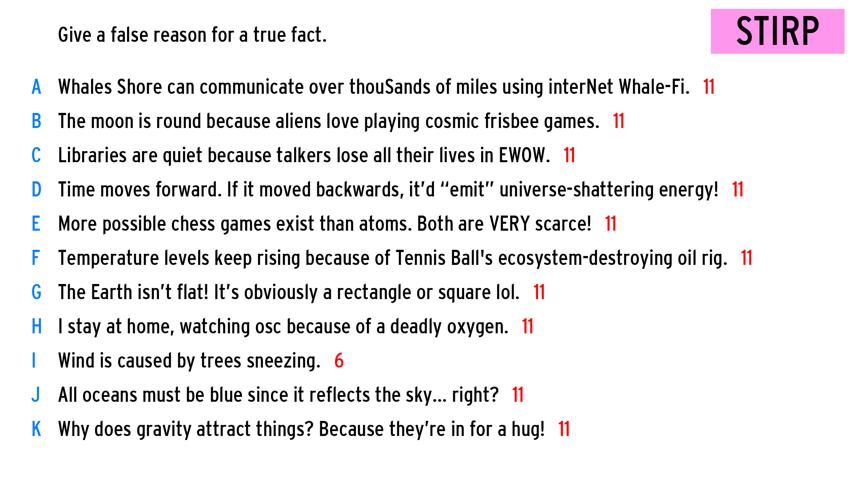 Give a false reason for a true fact.
STIRP
A Whales Shore can communicate over thouSands of miles using interNet Whale-Fi. 11
B The moon is round because aliens love playing cosmic frisbee games. 11
C Libraries are quiet because talkers lose all their lives in EWOW. 11
D Time moves forward. If it moved backwards, it'd “emit” universe-shattering energy! 11
E More possible chess games exist than atoms. Both are VERY scarce! 11
F Temperature levels keep rising because of Tennis Ball's ecosystem-destroying oil rig. 11
G The Earth isn't flat! It's obviously a rectangle or square lol. 11
H I stay at home, watching osc because of a deadly oxygen. 11
I Wind is caused by trees sneezing. 6
J All oceans must be blue since it reflects the sky... right? 11
K Why does gravity attract things? Because they're in for a hug! 11